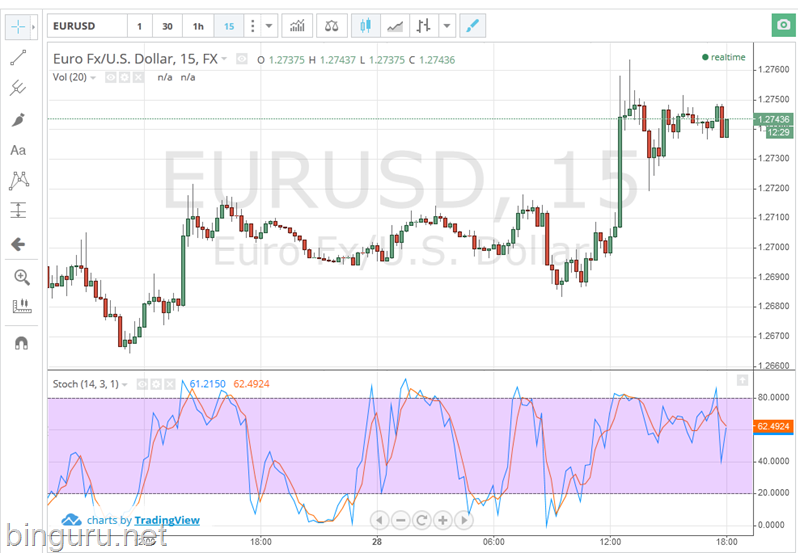 EURUSD 1 30 1h 15
Euro Fx/U.S. Dollar, 15, FX O 1.27375 H 1.27437 L 1.27375 C 1.27436
realtime
Vol (20) n/a n/a
Aa
EURUSD, 15
Euro Fx/U.S. Dollar
1.27600
1.27500
1.27436
12:29
1.27300
1.27200
1.27100
1.27000
1.26900
1.26800
1.26700
1.26600
Stoch (14, 3, 1) 61.2150 62.4924
80.0000
62.4924
40.0000
20.0000
0.0000
charts by TradingView
binguru.net
12:00 18:00 28 06:00 12:00 18:00